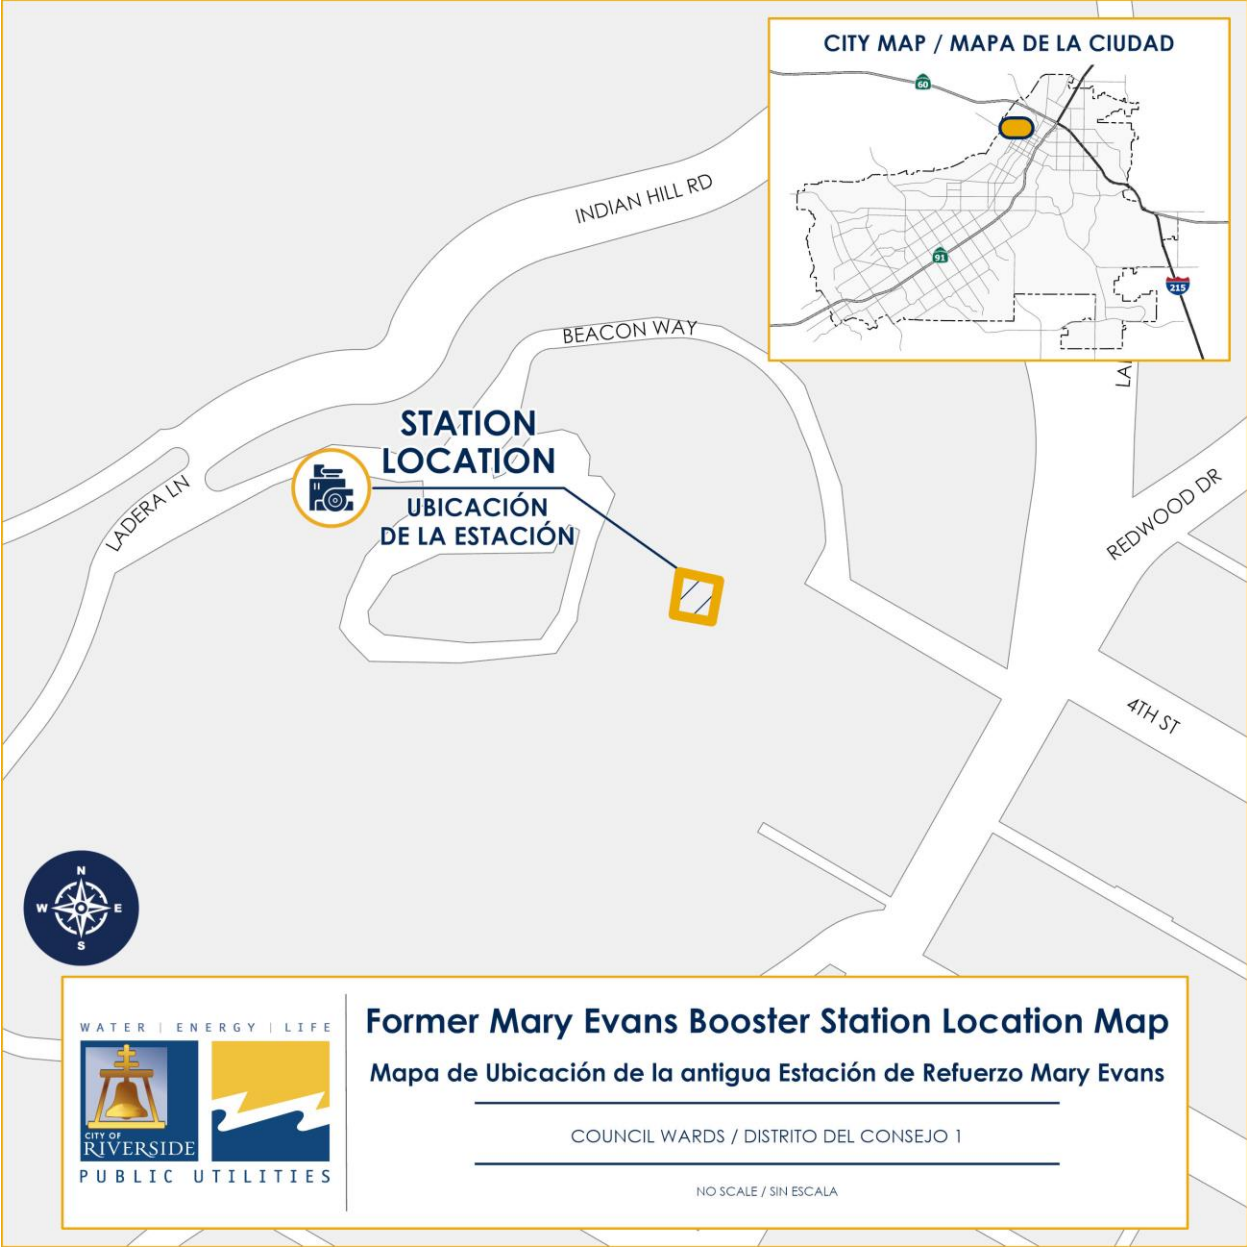 CITY MAP / MAPA DE LA CIUDAD
60
91
215
INDIAN HILL RD
BEACON WAY
LA
STATION
LOCATION
UBICACIÓN
DE LA ESTACIÓN
LADERA LN
REDWOOD DR
4TH ST
N
W E
S
WATER | ENERGY | LIFE
CITY OF
RIVERSIDE
PUBLIC UTILITIES
Former Mary Evans Booster Station Location Map
Mapa de Ubicación de la antigua Estación de Refuerzo Mary Evans
COUNCIL WARDS / DISTRITO DEL CONSEJO 1
NO SCALE / SIN ESCALA